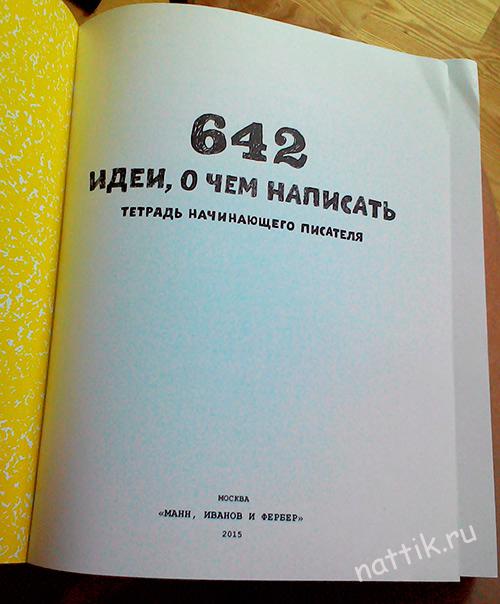 642
ИДЕИ, О ЧЕМ НАПИСАТЬ
ТЕТРАДЬ НАЧИНАЮЩЕГО ПИСАТЕЛЯ
МОСКВА
«МАНН, ИВАНОВ И ФЕРБЕР»
2015
nattik.ru